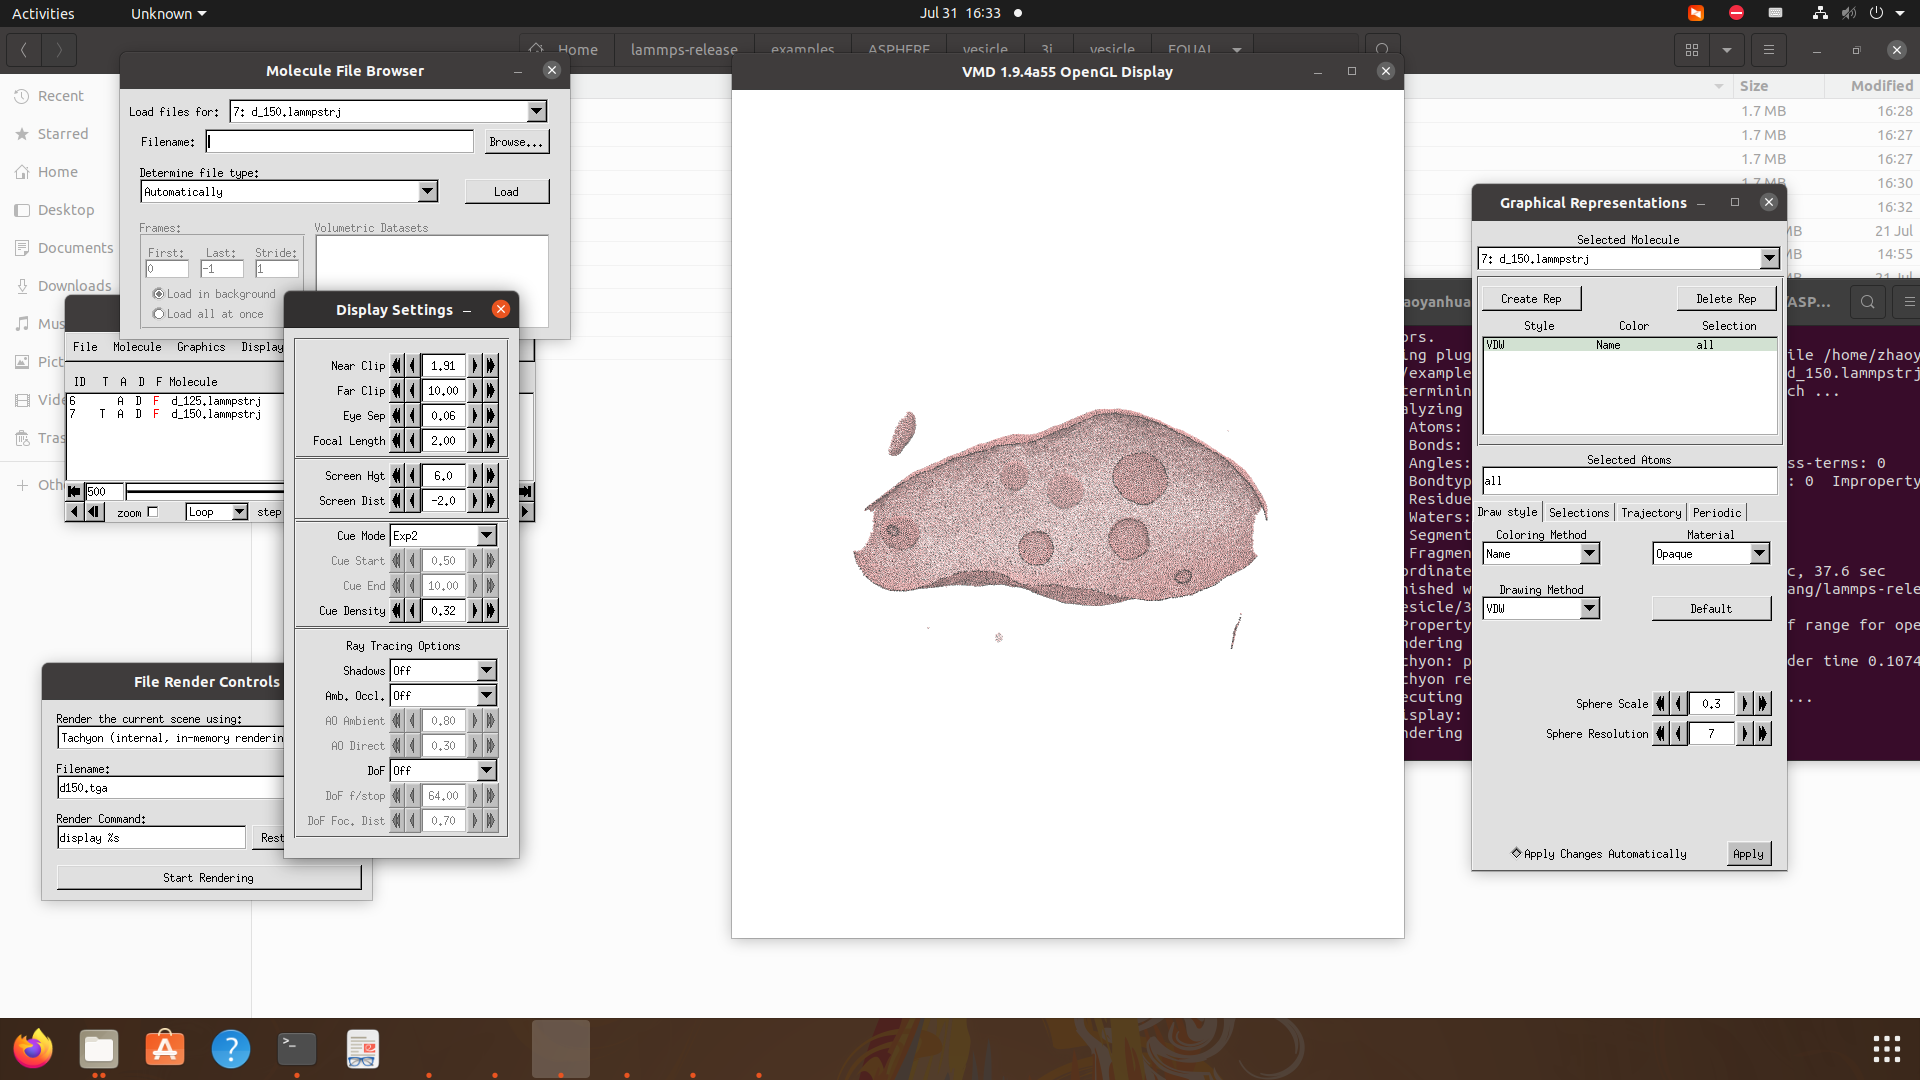 Activities
Unknown
Jul 31 16:33
Home
lammps-release
examples
ASPHERE
vesicle
3i
vesicle
EQUAL
Size
Modified
1.7 MB 16:28
1.7 MB 16:27
1.7 MB 16:27
1.7 MB 16:30
16:32
MB 21 Jul
14:55
21 Jul
Recent
Starred
Home
Desktop
Documents
Downloads
Mus
Pict
Vide
Tras
Oth
Molecule File Browser
Load files for: 7: d_150.lammpstrj
Filename:
Browse...
Determine file type:
Automatically
Load
Frames:
First: Last: Stride:
0 -1 1
Load in background
Load all at once
Volumetric Datasets
File Molecule Graphics Display
ID T A D F Molecule
6 A D F d_125.lammpstrj
7 T A D F d_150.lammpstrj
500
zoom Loop step
Display Settings
Near Clip 1.91
Far Clip 10.00
Eye Sep 0.06
Focal Length 2.00
Screen Hgt 6.0
Screen Dist -2.0
Cue Mode Exp2
Cue Start 0.50
Cue End 10.00
Cue Density 0.32
Ray Tracing Options
Shadows Off
Amb. Occl. Off
AO Ambient 0.80
AO Direct 0.30
DoF Off
DoF f/stop 64.00
DoF Foc. Dist 0.70
File Render Controls
Render the current scene using:
Tachyon (internal, in-memory renderin
Filename:
d150.tga
Render Command:
display %s
Rest
Start Rendering
VMD 1.9.4a55 OpenGL Display
aoyanhua
/ASP...
ors.
ing plug
ile /home/zhaoy
/example
d_150.lammpstrj
termining
ch ...
alyzing
Atoms:
Bonds:
Angles:
ss-terms: 0
Bondtyp
: 0 Improperty
Residue
Waters:
Segment
Fragmen
ordinate
c, 37.6 sec
nished w
ang/lammps-rele
esicle/3
Property
f range for ope
ndering
chyon: p
der time 0.1074
chyon re
ecuting
...
isplay:
ndering
Graphical Representations
Selected Molecule
7: d_150.lammpstrj
Create Rep
Delete Rep
Style Color Selection
VDW Name all
Selected Atoms
all
Draw style Selections Trajectory Periodic
Coloring Method Material
Name Opaque
Drawing Method
VDW Default
Sphere Scale 0.3
Sphere Resolution 7
Apply Changes Automatically
Apply